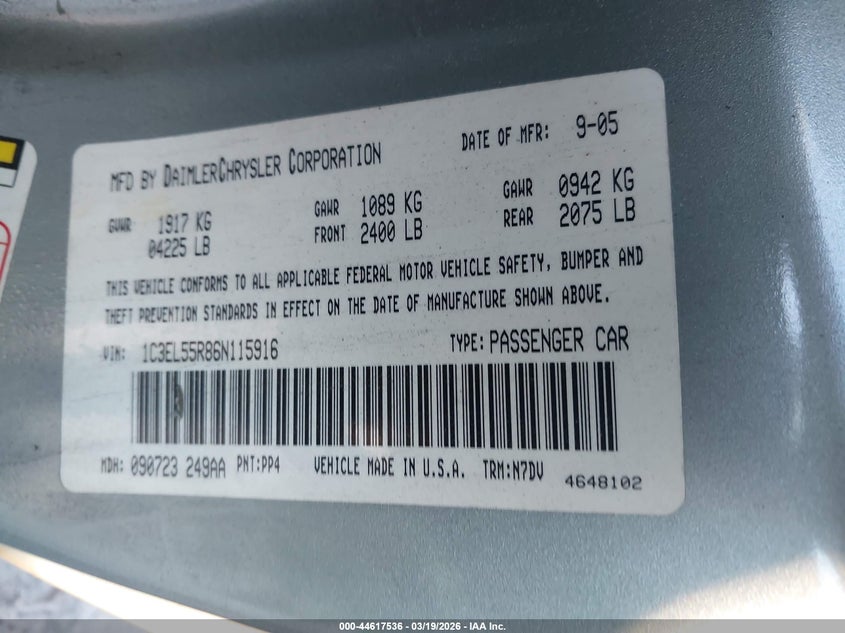 MFD BY DAIMLERCHRYSLER CORPORATION DATE OF MFR: 9-05
GVWR 1917 KG GAWR 1089 KG GAWR 0942 KG
04225 LB FRONT 2400 LB REAR 2075 LB
THIS VEHICLE CONFORMS TO ALL APPLICABLE FEDERAL MOTOR VEHICLE SAFETY, BUMPER AND
THEFT PREVENTION STANDARDS IN EFFECT ON THE DATE OF MANUFACTURE SHOWN ABOVE.
VIN: 1C3EL55R86N115916 TYPE: PASSENGER CAR
MDH: 090723 249AA PNT:PP4 VEHICLE MADE IN U.S.A. TRM:N7DV 4648102
000-44617536 - 03/19/2026 - IAA Inc.